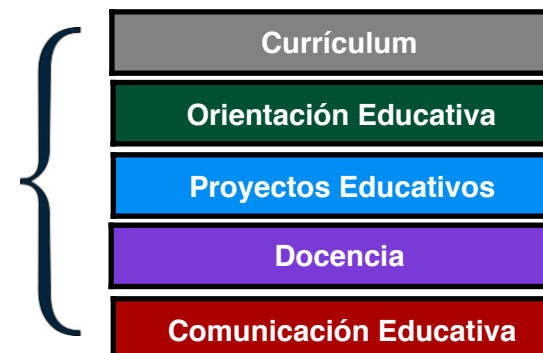 Currículum
Orientación Educativa
Proyectos Educativos
Docencia
Comunicación Educativa